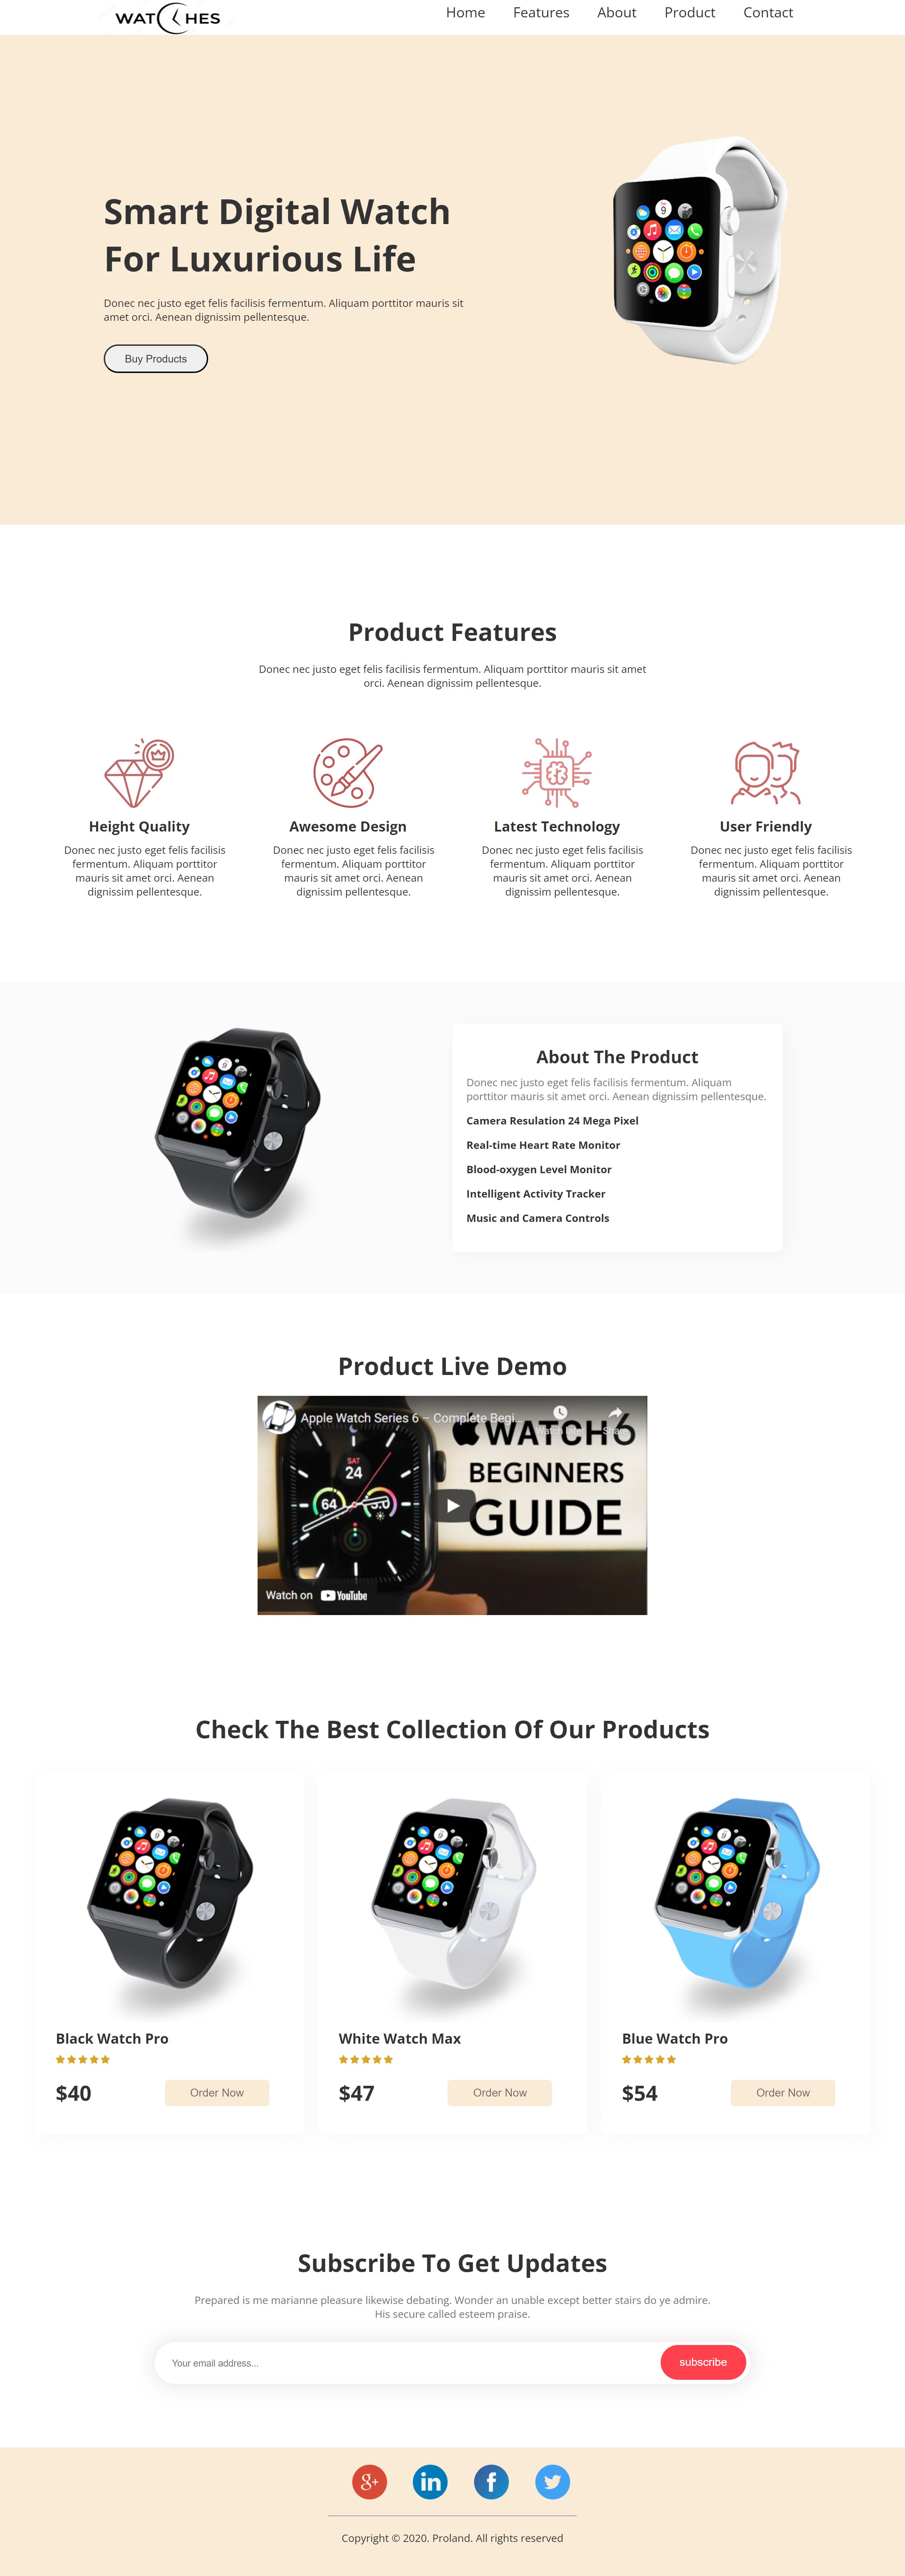 WATCHES
Home Features About Product Contact
Smart Digital Watch
For Luxurious Life
Donec nec justo eget felis facilisis fermentum. Aliquam porttitor mauris sit
amet orci. Aenean dignissim pellentesque.
Buy Products
Product Features
Donec nec justo eget felis facilisis fermentum. Aliquam porttitor mauris sit amet
orci. Aenean dignissim pellentesque.
Height Quality
Donec nec justo eget felis facilisis
fermentum. Aliquam porttitor
mauris sit amet orci. Aenean
dignissim pellentesque.
Awesome Design
Donec nec justo eget felis facilisis
fermentum. Aliquam porttitor
mauris sit amet orci. Aenean
dignissim pellentesque.
Latest Technology
Donec nec justo eget felis facilisis
fermentum. Aliquam porttitor
mauris sit amet orci. Aenean
dignissim pellentesque.
User Friendly
Donec nec justo eget felis facilisis
fermentum. Aliquam porttitor
mauris sit amet orci. Aenean
dignissim pellentesque.
About The Product
Donec nec justo eget felis facilisis fermentum. Aliquam
porttitor mauris sit amet orci. Aenean dignissim pellentesque.
Camera Resulation 24 Mega Pixel
Real-time Heart Rate Monitor
Blood-oxygen Level Monitor
Intelligent Activity Tracker
Music and Camera Controls
Product Live Demo
Apple Watch Series 6 – Complete Begi...
Watch later Share
WATCH6
BEGINNERS
GUIDE
SAT
24
64
Watch on YouTube
Check The Best Collection Of Our Products
Black Watch Pro
$40 Order Now
White Watch Max
$47 Order Now
Blue Watch Pro
$54 Order Now
Subscribe To Get Updates
Prepared is me marianne pleasure likewise debating. Wonder an unable except better stairs do ye admire.
His secure called esteem praise.
Your email address... subscribe
Copyright © 2020. Proland. All rights reserved